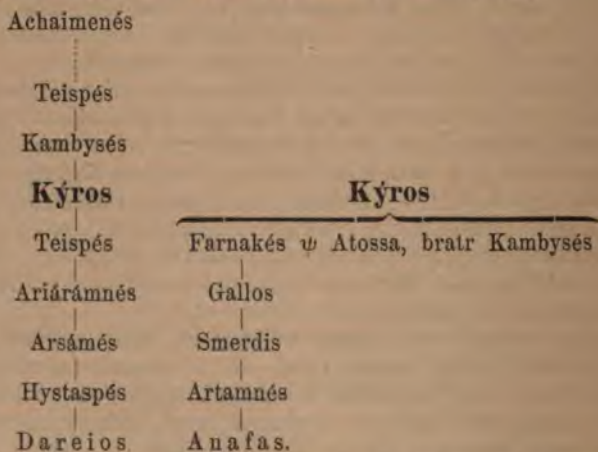 Achaimenés
Teispés
Kambysés
Kýros Kýros
Teispés Farnakés ψ Atossa, bratr Kambysés
Ariárámnés Gallos
Arsámés Smerdis
Hystaspés Artamnés
Dareios Anafas.